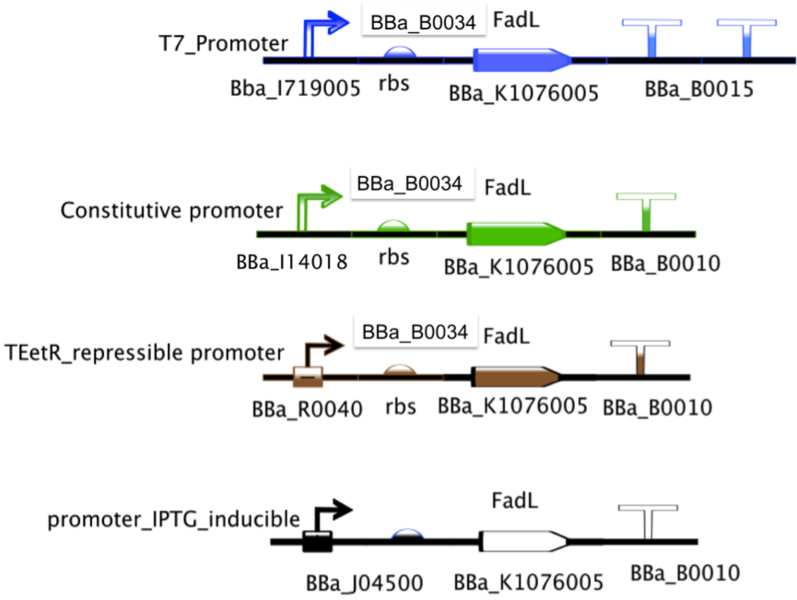 BBa_B0034 FadL
T7_Promoter
Bba_I719005 rbs BBa_K1076005 BBa_B0015
BBa_B0034 FadL
Constitutive promoter
BBa_I14018 rbs BBa_K1076005 BBa_B0010
BBa_B0034 FadL
TEetR_repressible promoter
BBa_R0040 rbs BBa_K1076005 BBa_B0010
FadL
promoter_IPTG_inducible
BBa_J04500 BBa_K1076005 BBa_B0010